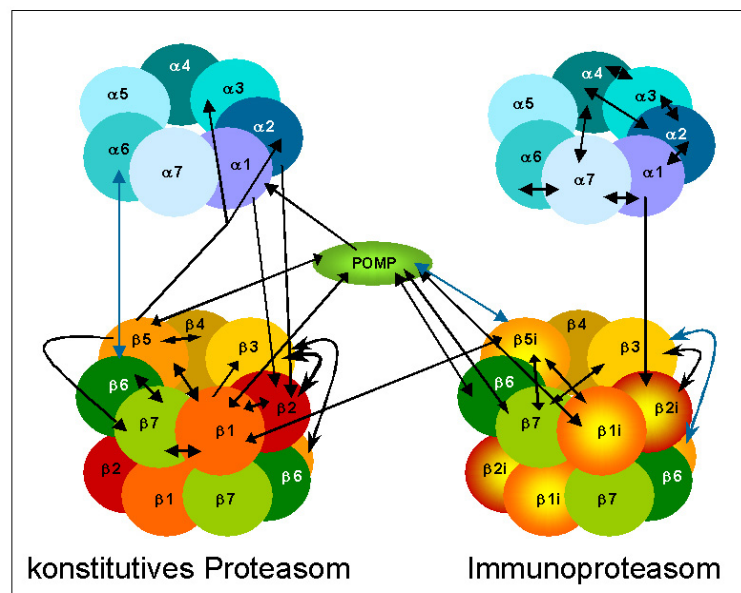 α4
α5
α3
α2
α6
α1
α7
α4
α3
α5
α2
α6
α1
α7
POMP
β5
β4
β3
β6
β2
β7
β1
β2
β6
β1
β7
konstitutives Proteasom
β5i
β4
β3
β6
β2i
β7
β1i
β2i
β6
β1i
β7
Immunoproteasom